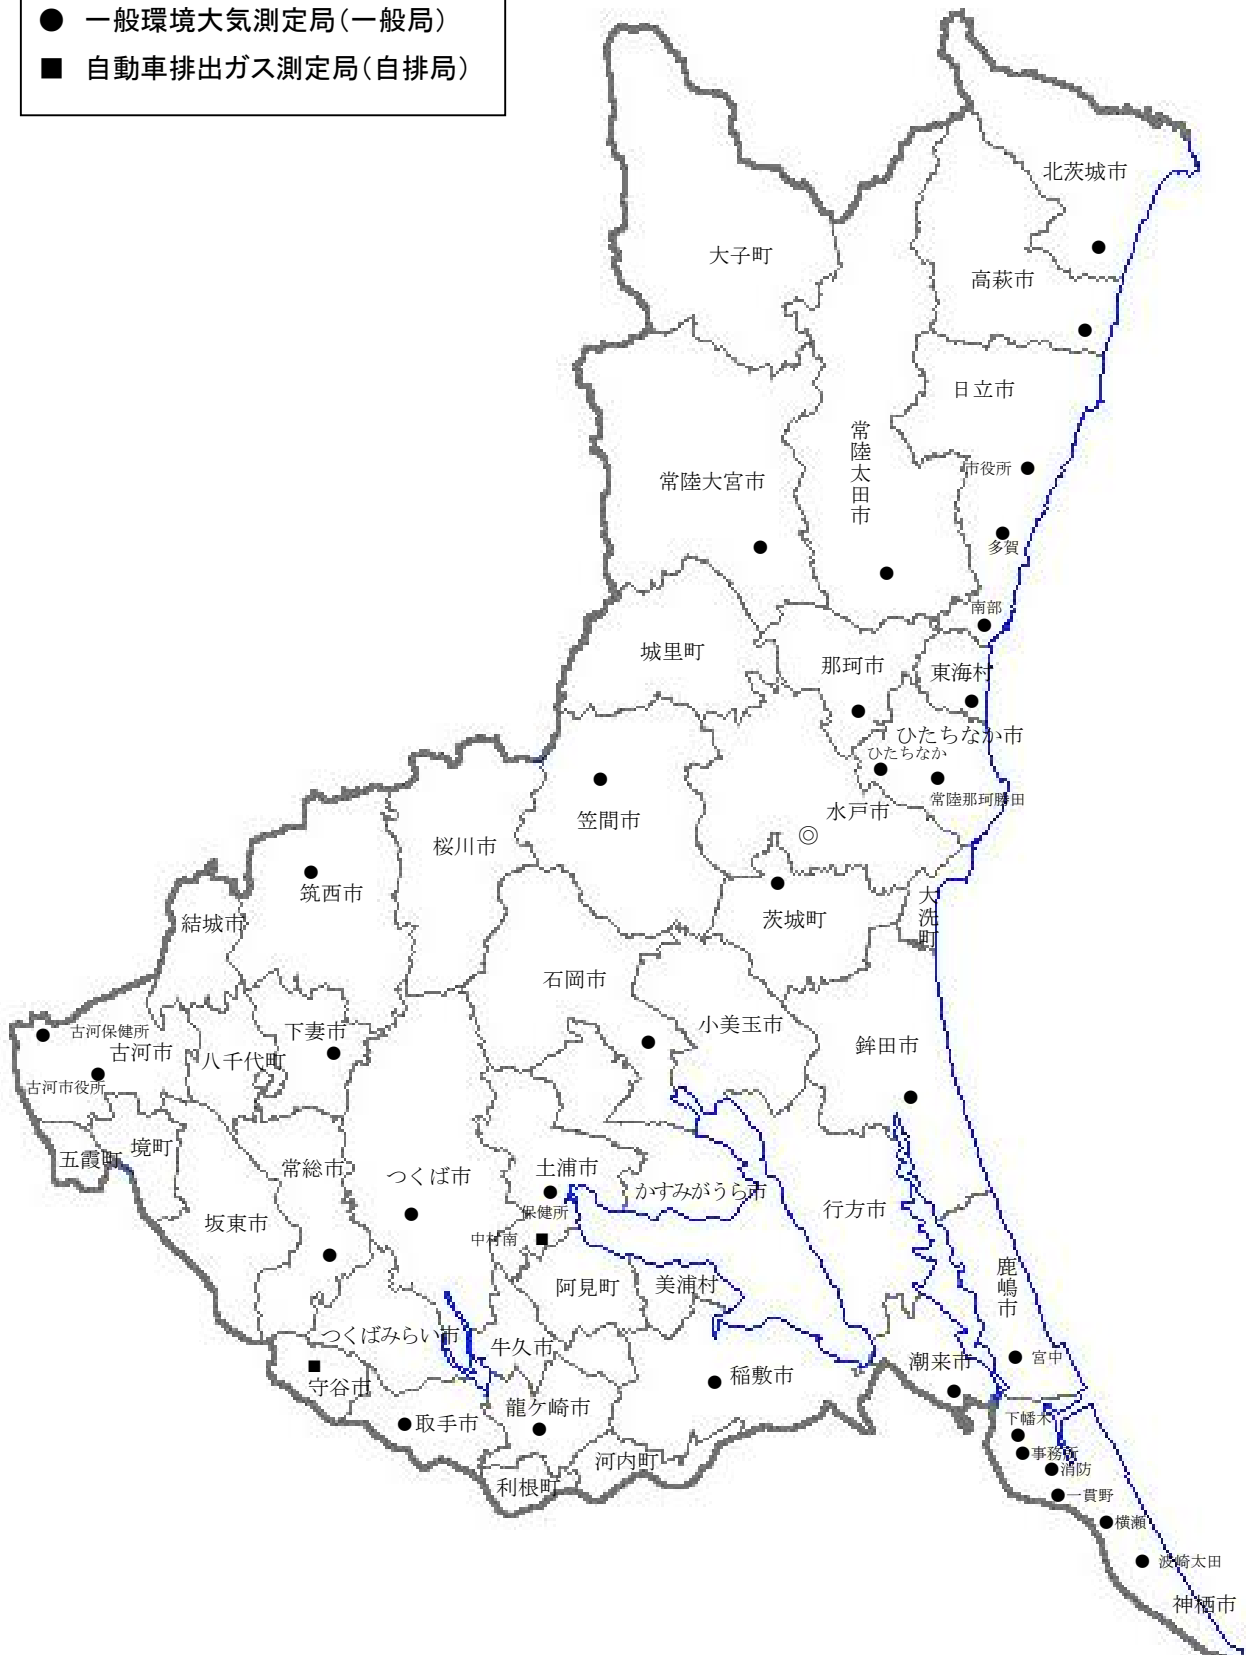 ● 一般環境大気測定局(一般局)
■ 自動車排出ガス測定局(自排局)
北茨城市
大子町
高萩市
日立市
常陸太田市
市役所
常陸大宮市
多賀
南部
城里町
那珂市
東海村
ひたちなか市
ひたちなか
常陸那珂勝田
水戸市
笠間市
桜川市
筑西市
茨城町
大洗町
結城市
石岡市
小美玉市
鉾田市
古河保健所
古河市
下妻市
八千代町
古河市役所
境町
五霞町
常総市
つくば市
土浦市
かすみがうら市
保健所
行方市
坂東市
中村南
阿見町
美浦村
鹿嶋市
つくばみらい市
牛久市
宮中
潮来市
稲敷市
守谷市
龍ケ崎市
取手市
下幡木
事務所
河内町
消防
利根町
一貫野
横瀬
波崎太田
神栖市